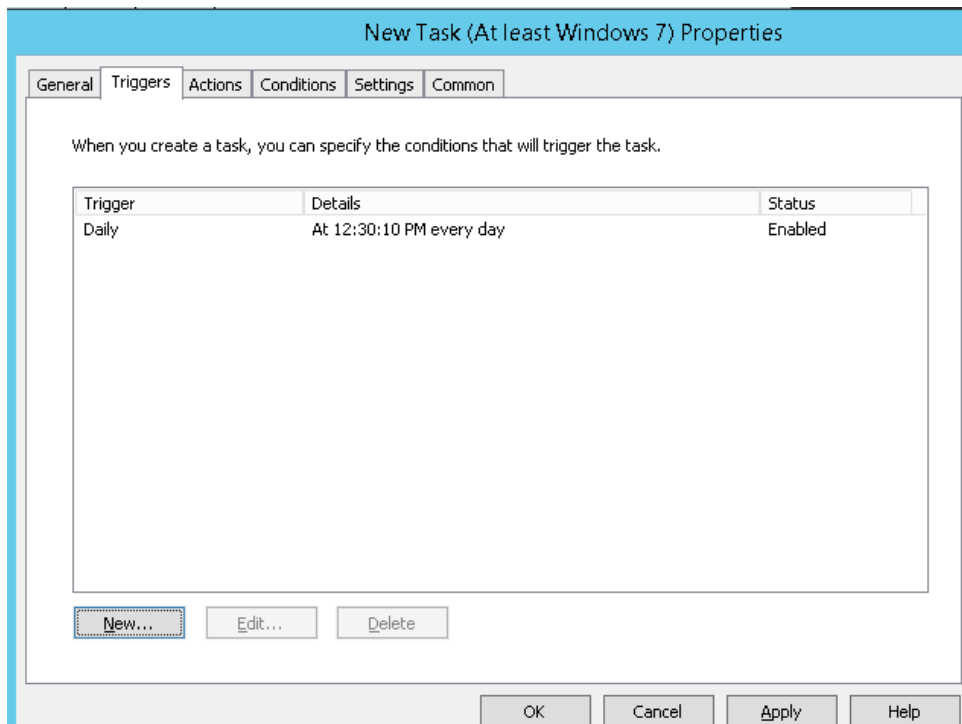 New Task (At least Windows 7) Properties
General Triggers Actions Conditions Settings Common
When you create a task, you can specify the conditions that will trigger the task.
Trigger Details Status
Daily At 12:30:10 PM every day Enabled
New... Edit... Delete
OK Cancel Apply Help